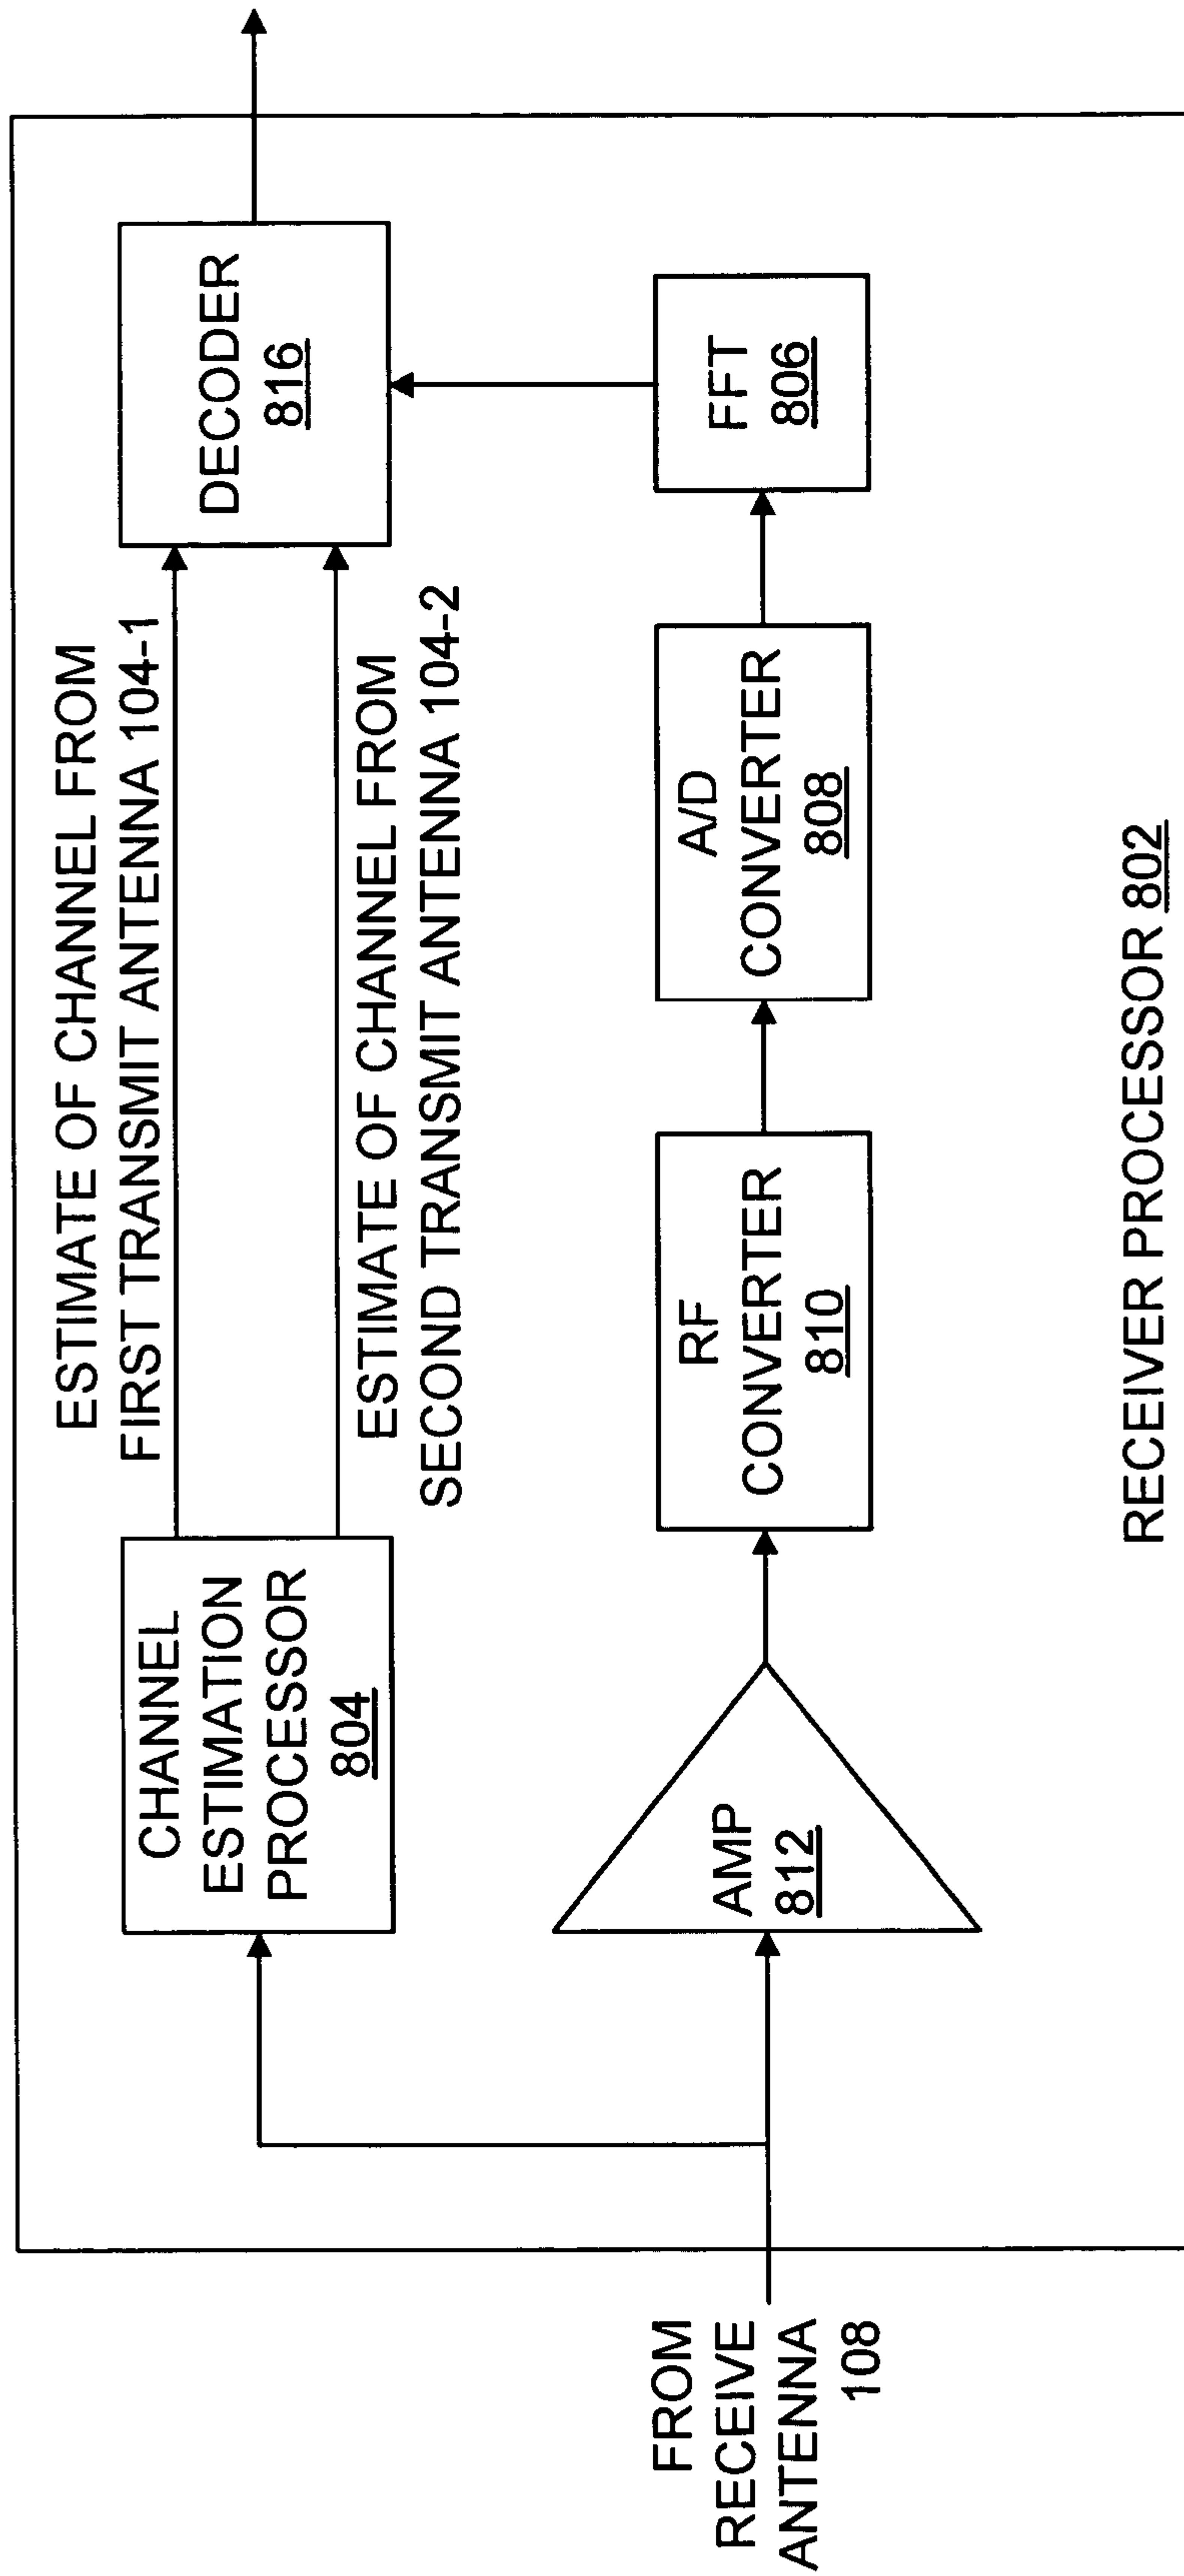 ESTIMATE OF CHANNEL FROM
FIRST TRANSMIT ANTENNA 104-1
CHANNEL
ESTIMATION
PROCESSOR
804
DECODER
816
ESTIMATE OF CHANNEL FROM
SECOND TRANSMIT ANTENNA 104-2
FROM
RECEIVE
ANTENNA
108
AMP
812
RF
CONVERTER
810
A/D
CONVERTER
808
FFT
806
RECEIVER PROCESSOR 802